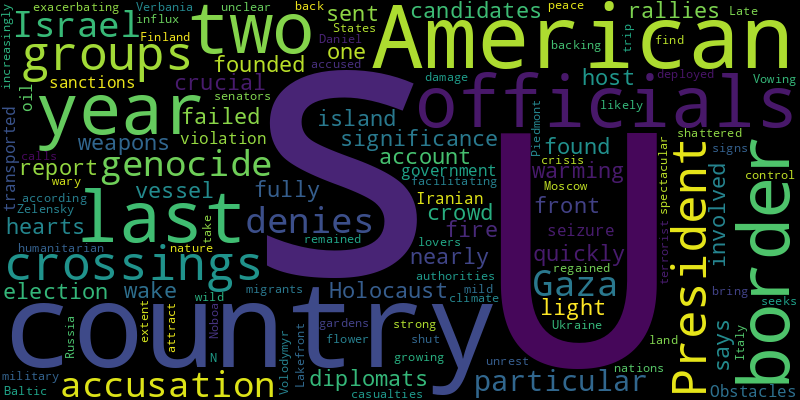 increasingly
exacerbating
Verbania
unclear
back
peace
candidates
rallies
Late
Israel
influx
two
sent
States
American
trip
find
groups
Finland
Daniel
one
backing
founded
accused
sanctions
crucial
damage
host
deployed
Vowing
oil
year
senators
S
officials
likely
failed
island
transported
weapons
violation
significance
Piedmont
found
shattered
calls
report
genocide
account
crisis
signs
wary
government
warming
U
spectacular
President
control
border
according
vessel
fully
facilitating
Iranian
Moscow
front
involved
Zelensky
last
take
denies
crowd
hearts
fire
seizure
terrorist
humanitarian
nature
remained
lovers
nearly
quickly
crossings
authorities
regained
Gaza
land
bring
seeks
election
wake
wild
migrants
Holocaust
mild
climate
light
country
extent
attract
Noboa
gardens
strong
Ukraine
says
Italy
Russia
flower
shut
N
Volodymyr
Lakefront
growing
unrest
nations
military
accusation
diplomats
particular
Baltic
casualties
Obstacles